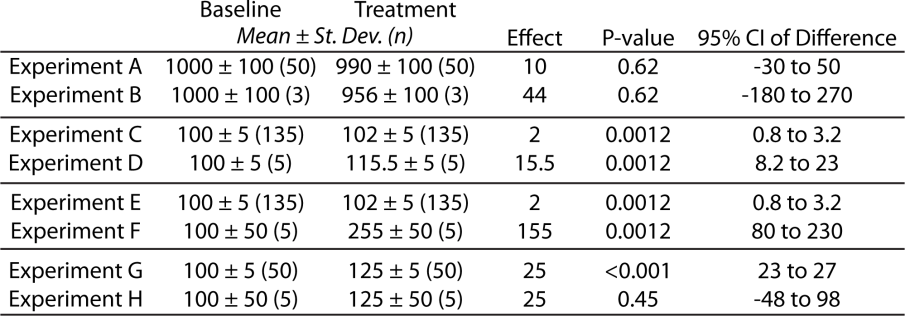 Baseline Treatment
Mean ± St. Dev. (n) Effect P-value 95% CI of Difference
Experiment A 1000 ± 100 (50) 990 ± 100 (50) 10 0.62 -30 to 50
Experiment B 1000 ± 100 (3) 956 ± 100 (3) 44 0.62 -180 to 270
Experiment C 100 ± 5 (135) 102 ± 5 (135) 2 0.0012 0.8 to 3.2
Experiment D 100 ± 5 (5) 115.5 ± 5 (5) 15.5 0.0012 8.2 to 23
Experiment E 100 ± 5 (135) 102 ± 5 (135) 2 0.0012 0.8 to 3.2
Experiment F 100 ± 50 (5) 255 ± 50 (5) 155 0.0012 80 to 230
Experiment G 100 ± 5 (50) 125 ± 5 (50) 25 <0.001 23 to 27
Experiment H 100 ± 50 (5) 125 ± 50 (5) 25 0.45 -48 to 98